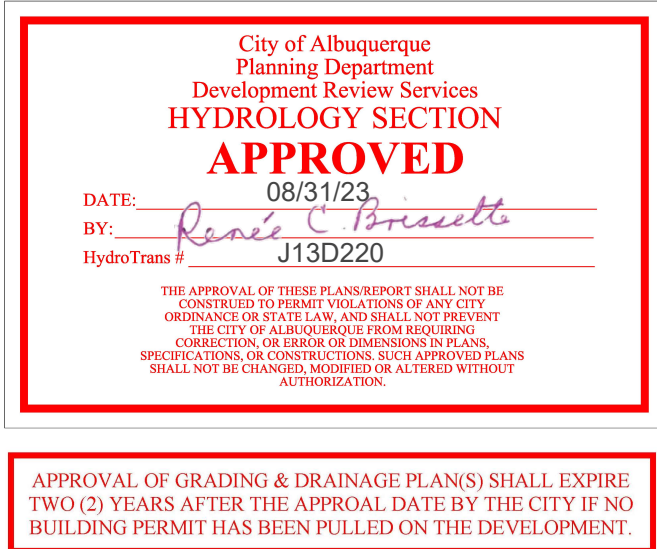 City of Albuquerque
Planning Department
Development Review Services
HYDROLOGY SECTION
APPROVED
DATE: 08/31/23
BY: Renée C. Brissette
HydroTrans # J13D220
THE APPROVAL OF THESE PLANS/REPORT SHALL NOT BE
CONSTRUED TO PERMIT VIOLATIONS OF ANY CITY
ORDINANCE OR STATE LAW, AND SHALL NOT PREVENT
THE CITY OF ALBUQUERQUE FROM REQUIRING
CORRECTION, OR ERROR OR DIMENSIONS IN PLANS,
SPECIFICATIONS, OR CONSTRUCTIONS. SUCH APPROVED PLANS
SHALL NOT BE CHANGED, MODIFIED OR ALTERED WITHOUT
AUTHORIZATION.
APPROVAL OF GRADING & DRAINAGE PLAN(S) SHALL EXPIRE
TWO (2) YEARS AFTER THE APPROAL DATE BY THE CITY IF NO
BUILDING PERMIT HAS BEEN PULLED ON THE DEVELOPMENT.